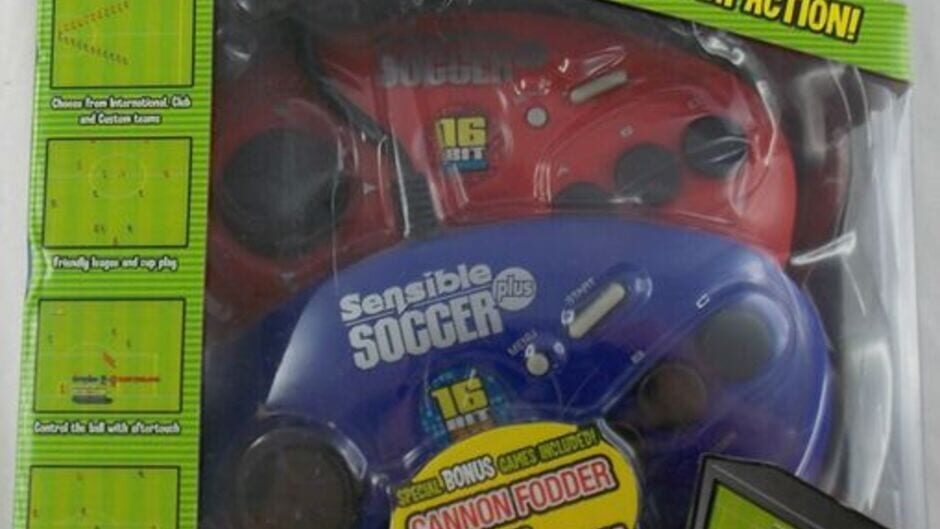 ACTION!
Choose from International, Club
and Custom teams
Friendly league and cup play
Control the ball with aftertouch
SOCCER
16
BIT
Sensible
SOCCER plus
START
MENU
B
C
16
BIT
SPECIAL BONUS GAMES INCLUDED!
CANNON FODDER